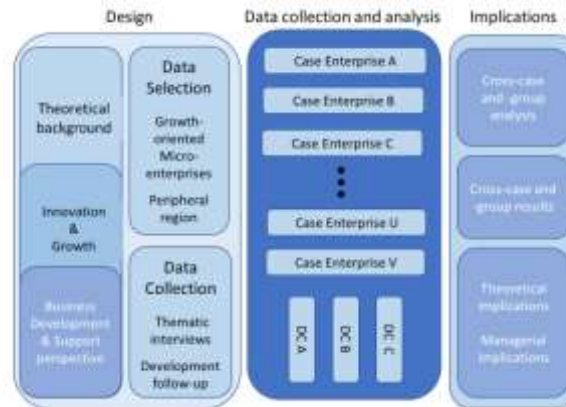 Design
Data collection and analysis
Implications
Theoretical
background
Innovation
&
Growth
Business
Development
& Support
perspective
Data
Selection
Growth-
oriented
Micro-
enterprises
Peripheral
region
Data
Collection
Thematic
interviews
Development
follow-up
Case Enterprise A
Case Enterprise B
Case Enterprise C
Case Enterprise U
Case Enterprise V
DC A
DC B
DC C
Cross-case
and -group
analysis
Cross-case and
-group results
Theoretical
implications
Managerial
implications